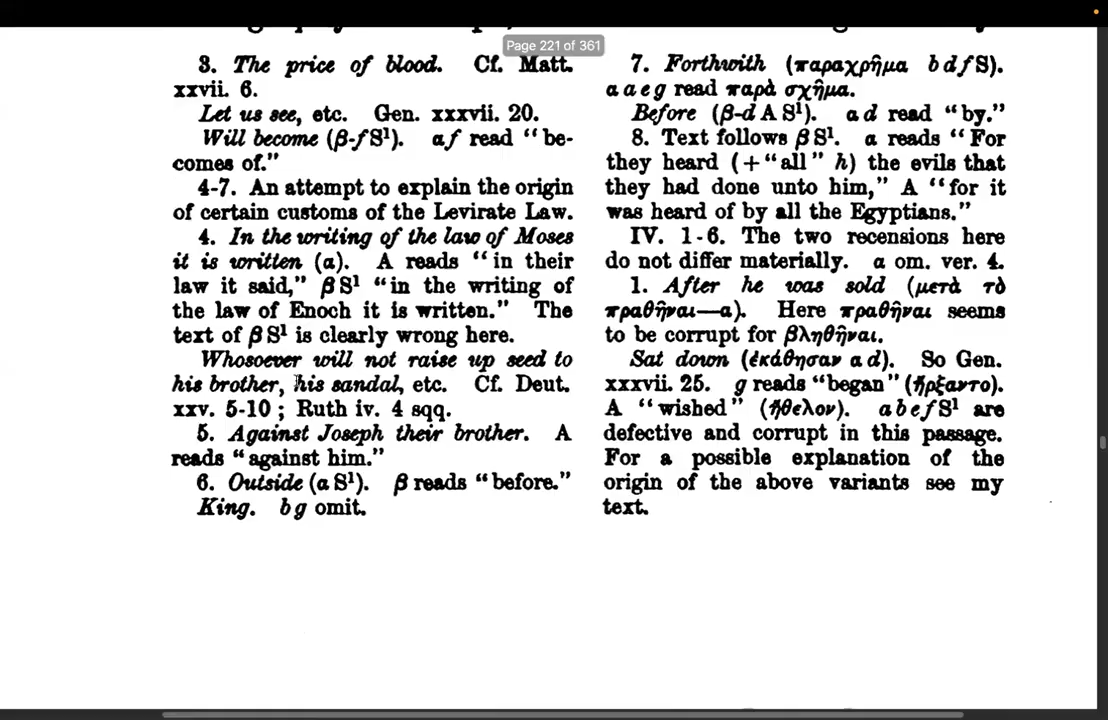 Page 221 of 361
3. The price of blood. Cf. Matt.
xxvii. 6.
Let us see, etc. Gen. xxxvii. 20.
Will become (β-f S¹). α f read “be-
comes of.”
4-7. An attempt to explain the origin
of certain customs of the Levirate Law.
4. In the writing of the law of Moses
it is written (α). A reads “in their
law it said,” β S¹ “in the writing of
the law of Enoch it is written.” The
text of β S¹ is clearly wrong here.
Whosoever will not raise up seed to
his brother, his sandal, etc. Cf. Deut.
xxv. 5-10 ; Ruth iv. 4 sqq.
5. Against Joseph their brother. A
reads “against him.”
6. Outside (α S¹). β reads “before.”
King. b g omit.
7. Forthwith (παραχρῆμα b d f S).
α a e g read παρὰ σχῆμα.
Before (β-d A S¹). α d read “by.”
8. Text follows β S¹. α reads “For
they heard (+“all” h) the evils that
they had done unto him,” A “for it
was heard of by all the Egyptians.”
IV. 1-6. The two recensions here
do not differ materially. α om. ver. 4.
1. After he was sold (μετὰ τὸ
πραθῆναι—α). Here πραθῆναι seems
to be corrupt for βληθῆναι.
Sat down (ἐκάθησαν α d). So Gen.
xxxvii. 25. g reads “began” (ἤρξαντο).
A “wished” (ἤθελον). a b e f S¹ are
defective and corrupt in this passage.
For a possible explanation of the
origin of the above variants see my
text.